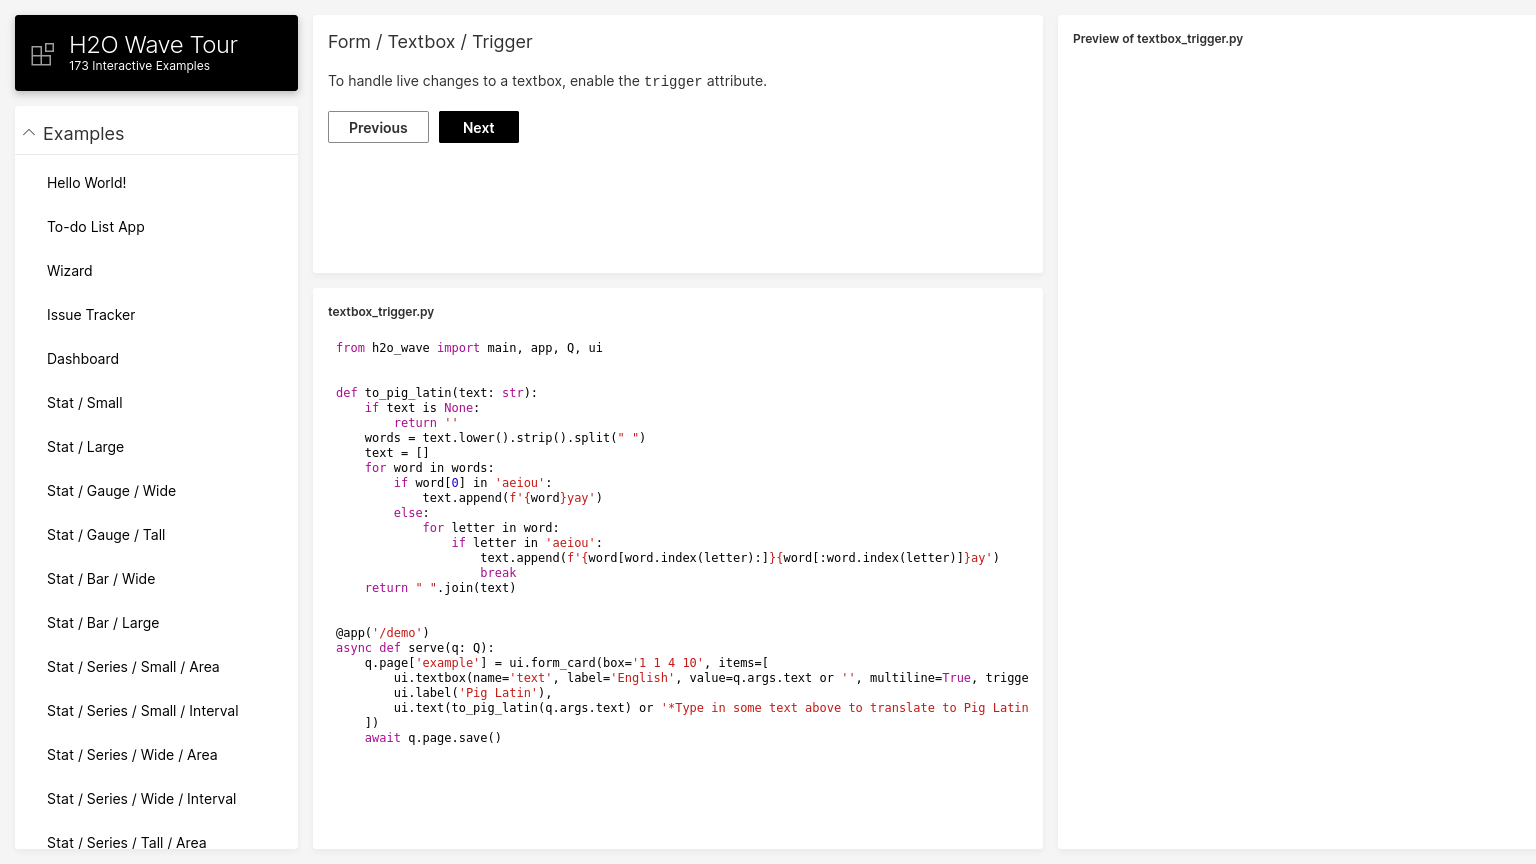 H2O Wave Tour
173 Interactive Examples
Examples
Hello World!
To-do List App
Wizard
Issue Tracker
Dashboard
Stat / Small
Stat / Large
Stat / Gauge / Wide
Stat / Gauge / Tall
Stat / Bar / Wide
Stat / Bar / Large
Stat / Series / Small / Area
Stat / Series / Small / Interval
Stat / Series / Wide / Area
Stat / Series / Wide / Interval
Stat / Series / Tall / Area
Form / Textbox / Trigger
To handle live changes to a textbox, enable the trigger attribute.
Previous
Next
textbox_trigger.py
from h2o_wave import main, app, Q, ui
def to_pig_latin(text: str):
    if text is None:
        return ''
    words = text.lower().strip().split(" ")
    text = []
    for word in words:
        if word[0] in 'aeiou':
            text.append(f'{word}yay')
        else:
            for letter in word:
                if letter in 'aeiou':
                    text.append(f'{word[word.index(letter):]}{word[:word.index(letter)]}ay')
                    break
    return " ".join(text)
@app('/demo')
async def serve(q: Q):
    q.page['example'] = ui.form_card(box='1 1 4 10', items=[
        ui.textbox(name='text', label='English', value=q.args.text or '', multiline=True, trigge
        ui.label('Pig Latin'),
        ui.text(to_pig_latin(q.args.text) or '*Type in some text above to translate to Pig Latin
    ])
    await q.page.save()
Preview of textbox_trigger.py